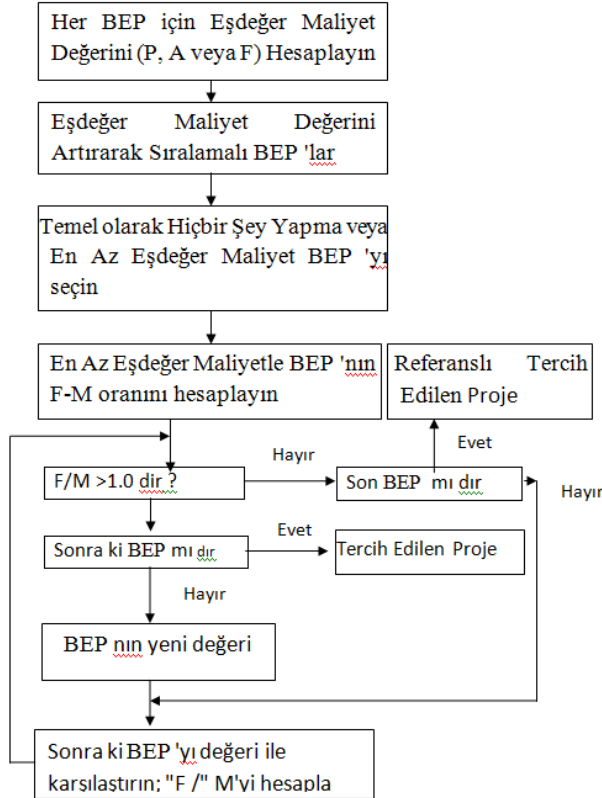 Her BEP için Eşdeğer Maliyet
Değerini (P, A veya F) Hesaplayın
Eşdeğer Maliyet Değerini
Artırarak Sıralamalı BEP 'lar
Temel olarak Hiçbir Şey Yapma veya
En Az Eşdeğer Maliyet BEP 'yı
seçin
En Az Eşdeğer Maliyetle BEP 'nın
F-M oranını hesaplayın
Referanslı Tercih
Edilen Proje
Evet
Hayır
F/M >1.0 dir ?
Son BEP mı dır
Hayır
Evet
Sonra ki BEP mı dır
Tercih Edilen Proje
Hayır
BEP nın yeni değeri
Sonra ki BEP 'yı değeri ile
karşılaştırın; "F /" M'yi hesapla